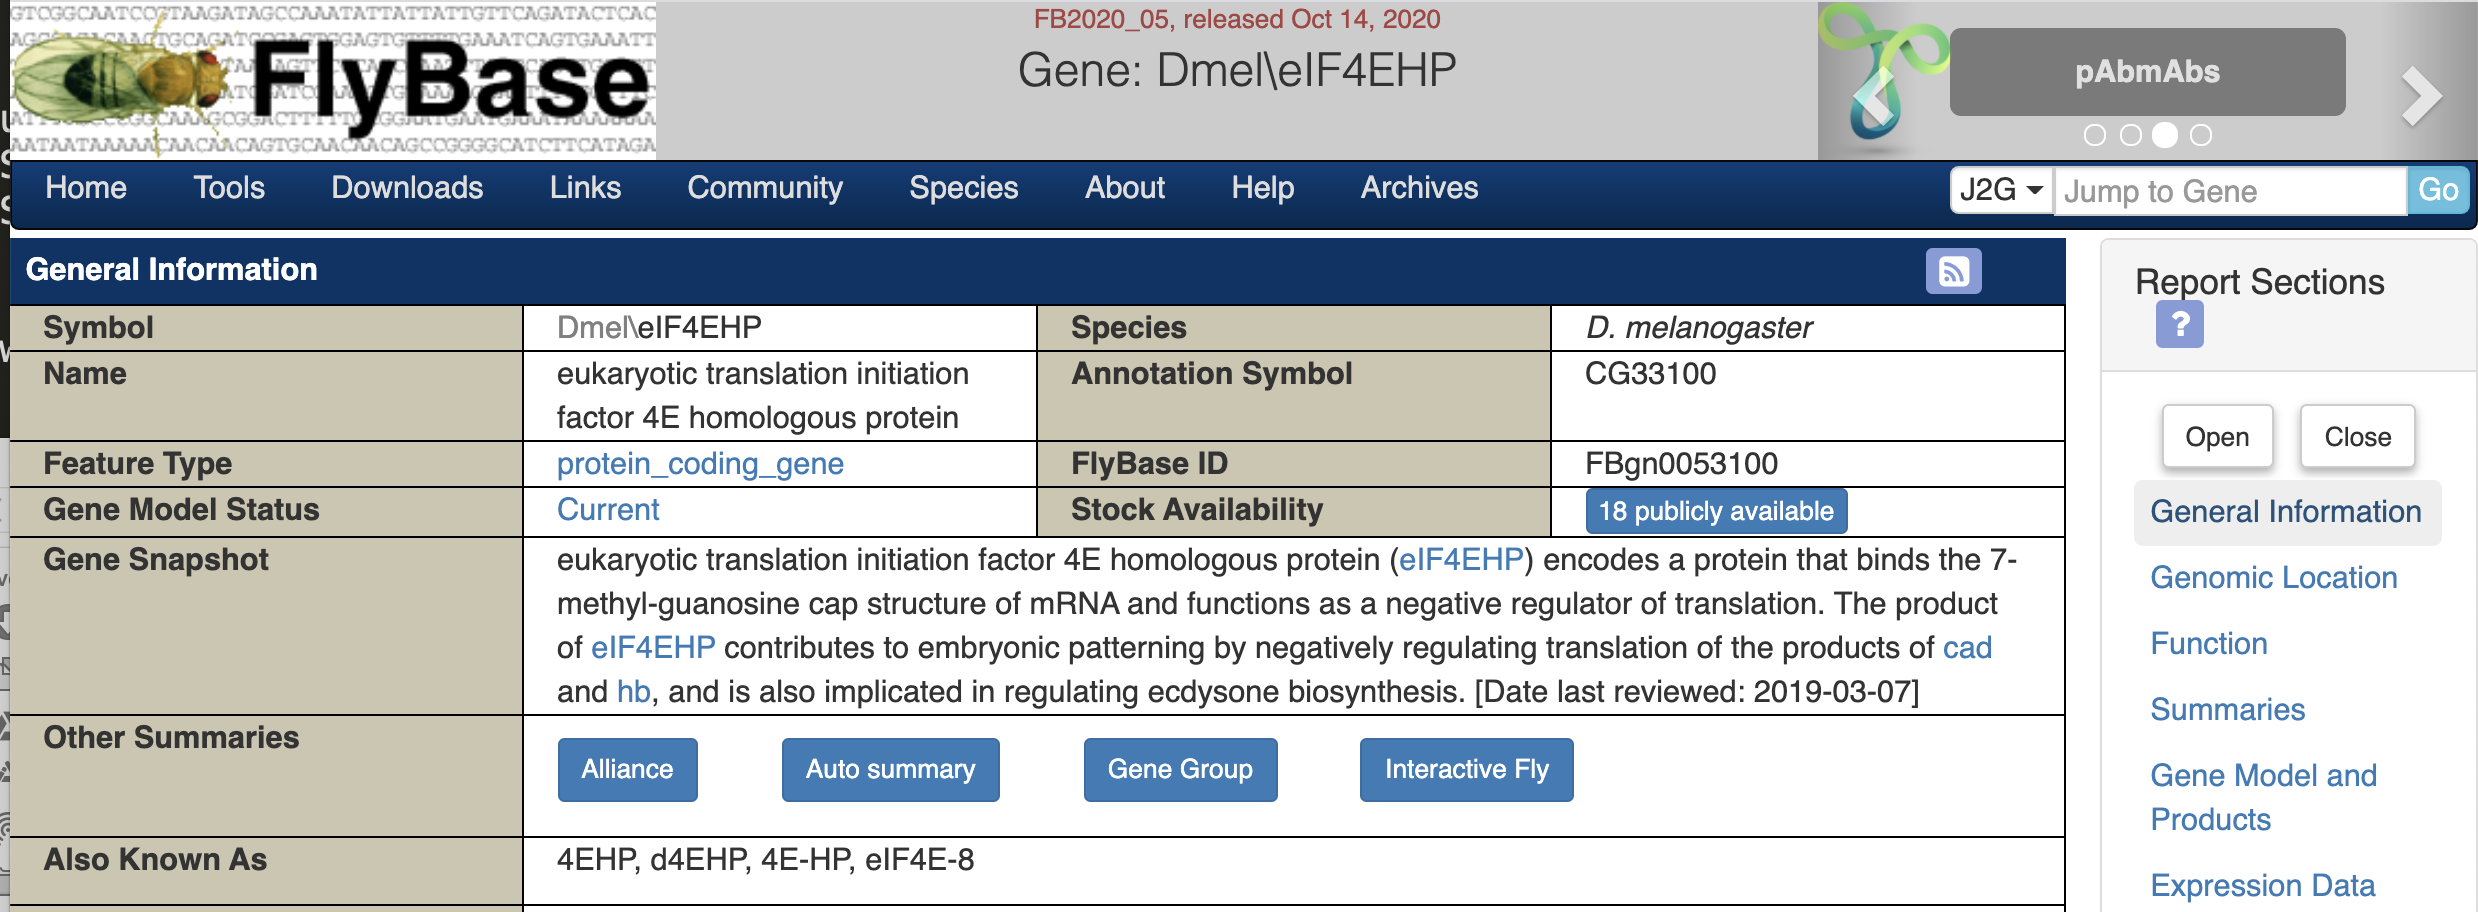 FlyBase
FB2020_05, released Oct 14, 2020
Gene: Dmel\eIF4EHP
pAbmAbs
Home Tools Downloads Links Community Species About Help Archives
J2G Jump to Gene Go
General Information
Symbol Dmel\eIF4EHP Species D. melanogaster
Name eukaryotic translation initiation Annotation Symbol CG33100
factor 4E homologous protein
Feature Type protein_coding_gene FlyBase ID FBgn0053100
Gene Model Status Current Stock Availability 18 publicly available
Gene Snapshot eukaryotic translation initiation factor 4E homologous protein (eIF4EHP) encodes a protein that binds the 7-
methyl-guanosine cap structure of mRNA and functions as a negative regulator of translation. The product
of eIF4EHP contributes to embryonic patterning by negatively regulating translation of the products of cad
and hb, and is also implicated in regulating ecdysone biosynthesis. [Date last reviewed: 2019-03-07]
Other Summaries Alliance Auto summary Gene Group Interactive Fly
Also Known As 4EHP, d4EHP, 4E-HP, eIF4E-8
Report Sections
?
Open Close
General Information
Genomic Location
Function
Summaries
Gene Model and
Products
Expression Data